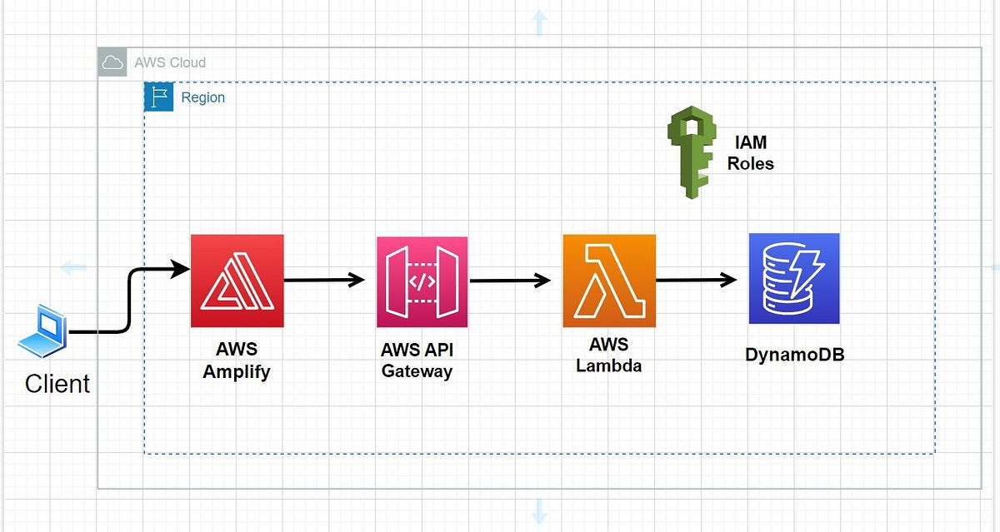 AWS Cloud
Region
IAM
Roles
</>
AWS
Amplify
AWS API
Gateway
AWS
Lambda
DynamoDB
Client